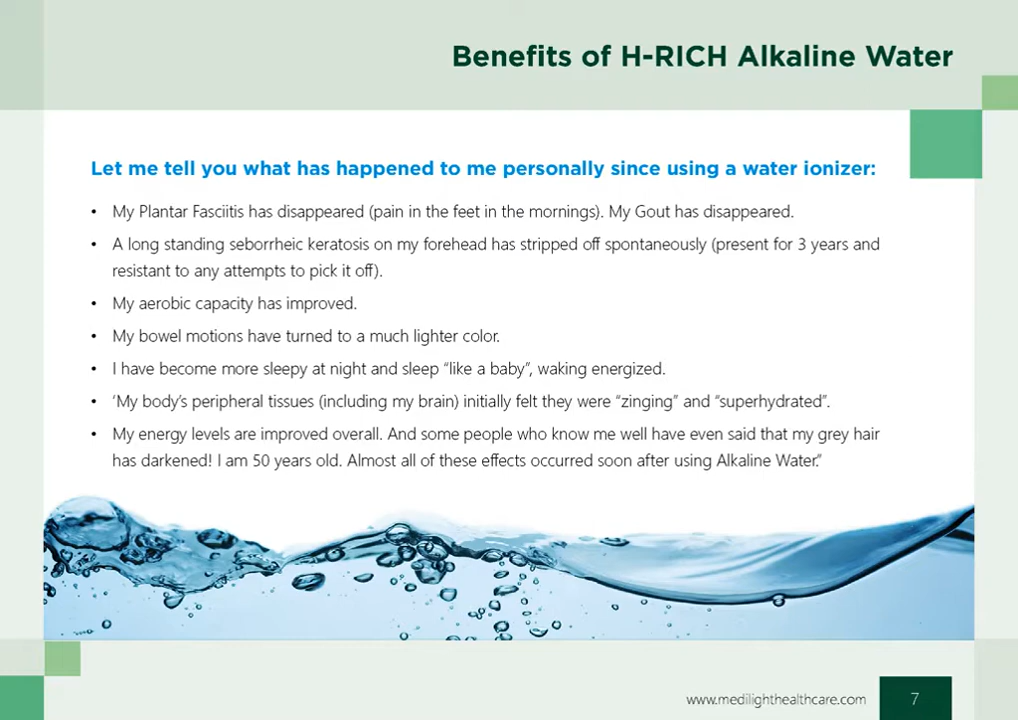 Benefits of H-RICH Alkaline Water
Let me tell you what has happened to me personally since using a water ionizer:
• My Plantar Fasciitis has disappeared (pain in the feet in the mornings). My Gout has disappeared.
• A long standing seborrheic keratosis on my forehead has stripped off spontaneously (present for 3 years and
resistant to any attempts to pick it off).
• My aerobic capacity has improved.
• My bowel motions have turned to a much lighter color.
• I have become more sleepy at night and sleep “like a baby”, waking energized.
• ‘My body’s peripheral tissues (including my brain) initially felt they were “zinging” and “superhydrated”.
• My energy levels are improved overall. And some people who know me well have even said that my grey hair
has darkened! I am 50 years old. Almost all of these effects occurred soon after using Alkaline Water.”
www.medilighthealthcare.com
7